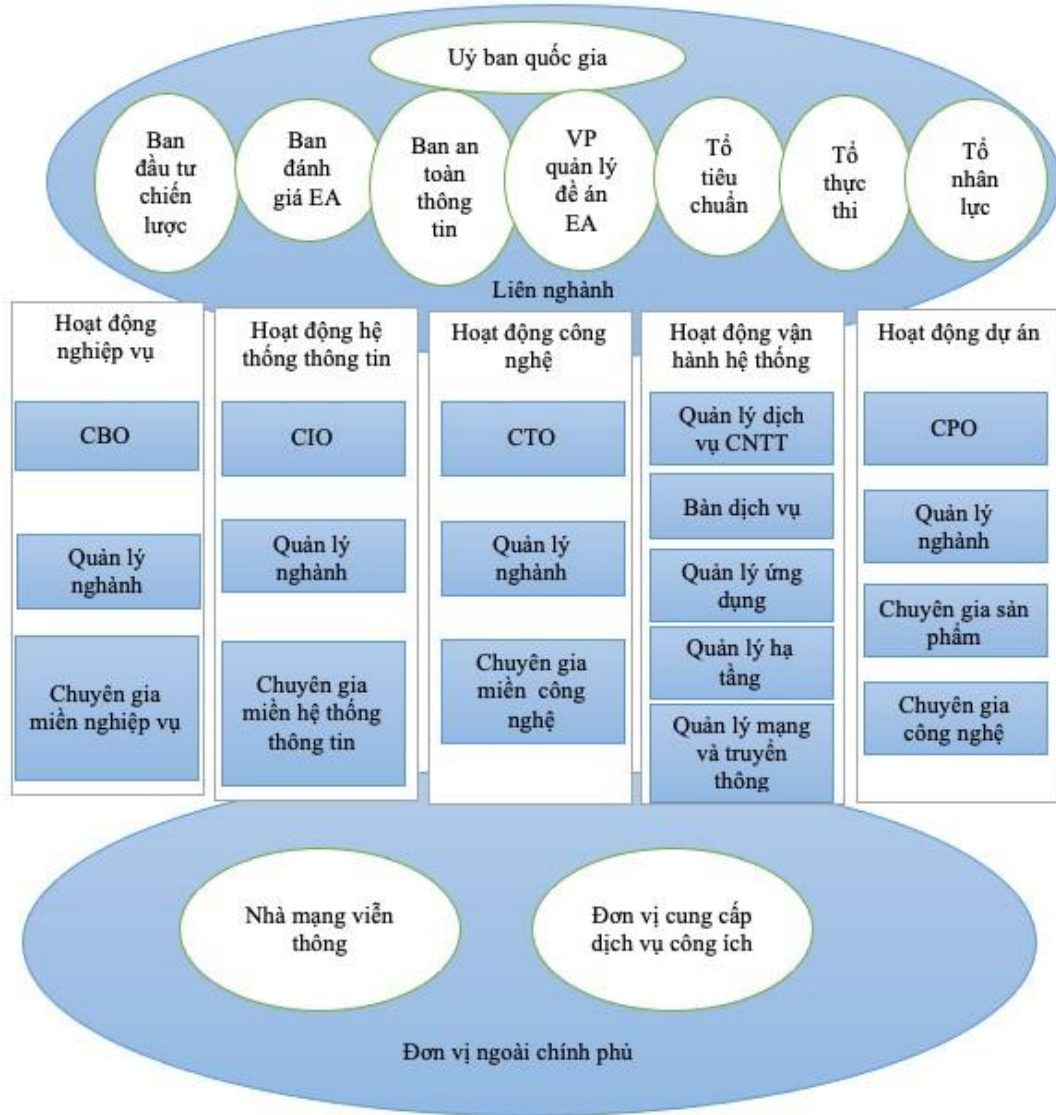 Uỷ ban quốc gia
Ban
đầu tư
chiến
lược
Ban
đánh
giá EA
Ban an
toàn
thông
tin
VP
quản lý
đề án
EA
Tổ
tiêu
chuẩn
Tổ
thực
thi
Tổ
nhân
lực
Liên nghành
Hoạt động
nghiệp vụ
CBO
Quản lý
nghành
Chuyên gia
miền nghiệp vụ
Hoạt động hệ
thống thông tin
CIO
Quản lý
nghành
Chuyên gia
miền hệ thống
thông tin
Hoạt động công
nghệ
CTO
Quản lý
nghành
Chuyên gia
miền công
nghệ
Hoạt động vận
hành hệ thống
Quản lý dịch
vụ CNTT
Bàn dịch vụ
Quản lý ứng
dụng
Quản lý hạ
tầng
Quản lý mạng
và truyền
thông
Hoạt động dự án
CPO
Quản lý
nghành
Chuyên gia sản
phẩm
Chuyên gia
công nghệ
Nhà mạng viễn
thông
Đơn vị cung cấp
dịch vụ công ích
Đơn vị ngoài chính phủ